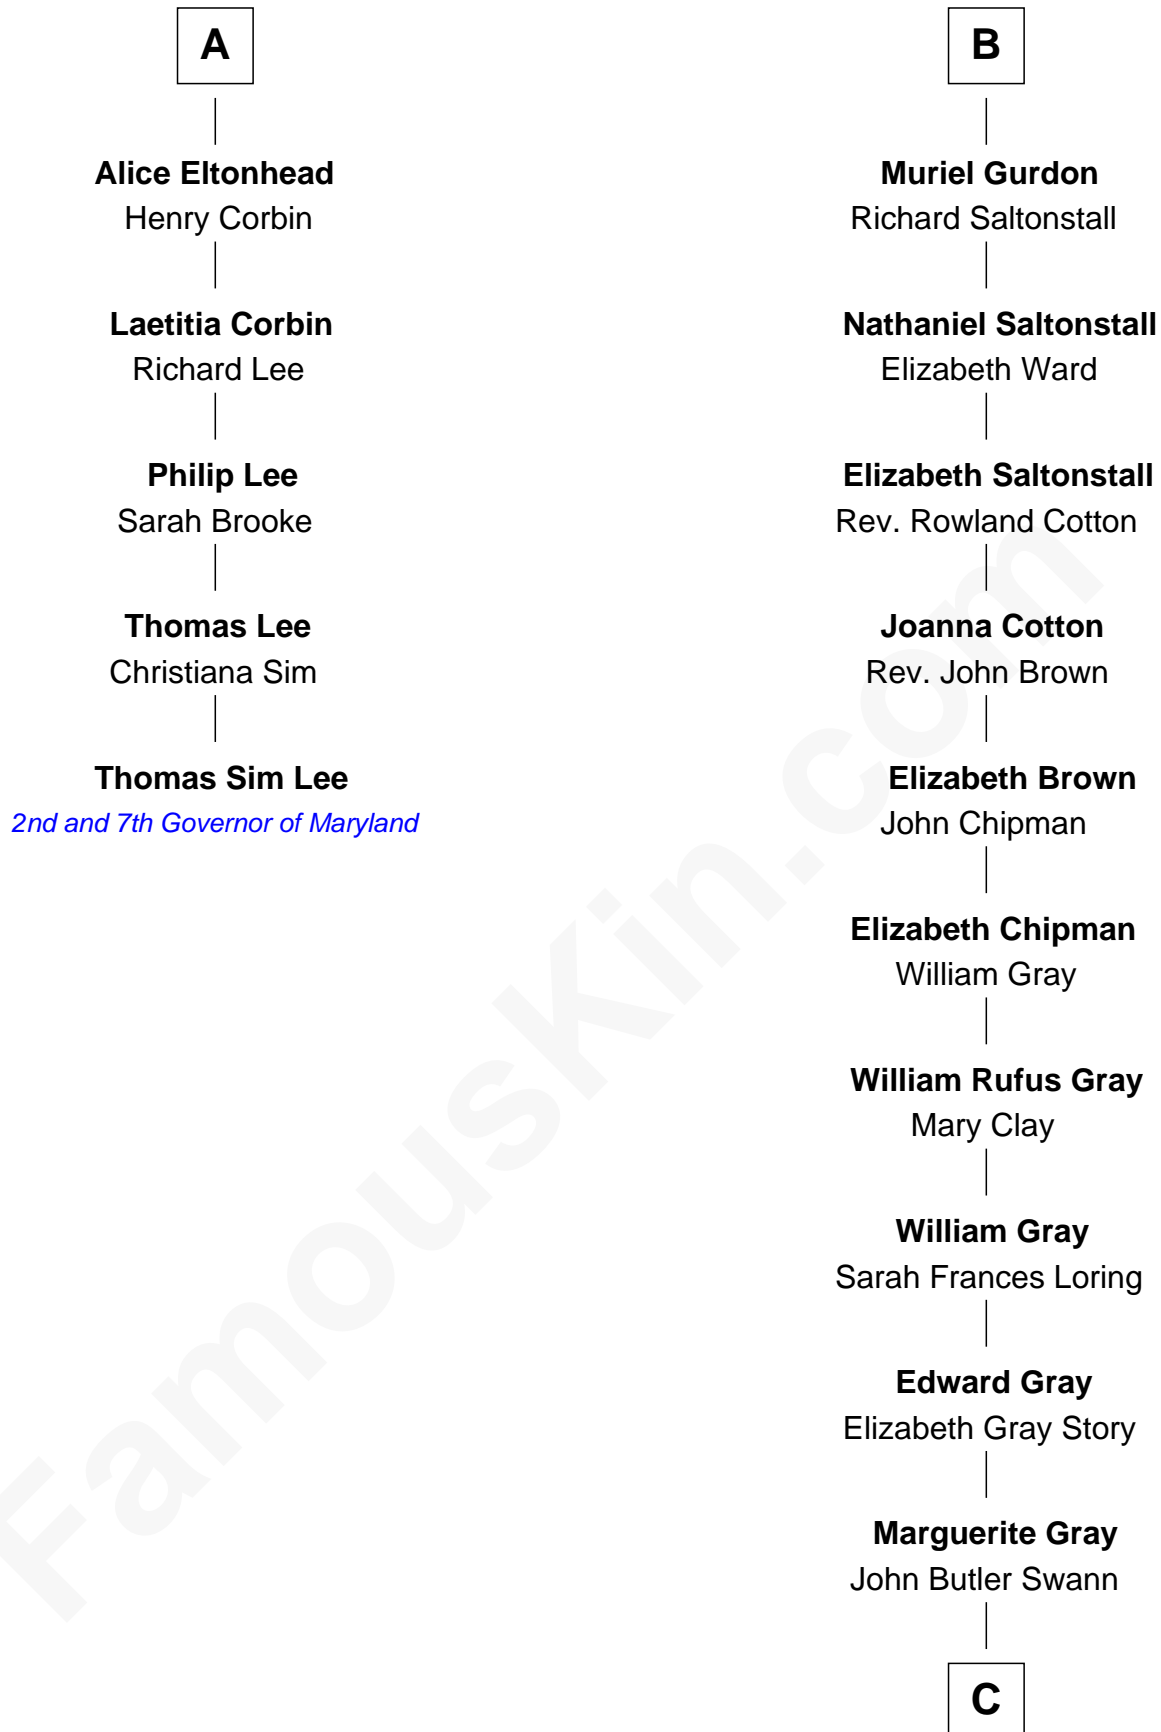 A
Alice Eltonhead
Henry Corbin
Laetitia Corbin
Richard Lee
Philip Lee
Sarah Brooke
Thomas Lee
Christiana Sim
Thomas Sim Lee
2nd and 7th Governor of Maryland
B
Muriel Gurdon
Richard Saltonstall
Nathaniel Saltonstall
Elizabeth Ward
Elizabeth Saltonstall
Rev. Rowland Cotton
Joanna Cotton
Rev. John Brown
Elizabeth Brown
John Chipman
Elizabeth Chipman
William Gray
William Rufus Gray
Mary Clay
William Gray
Sarah Frances Loring
Edward Gray
Elizabeth Gray Story
Marguerite Gray
John Butler Swann
C
FamousKin.com